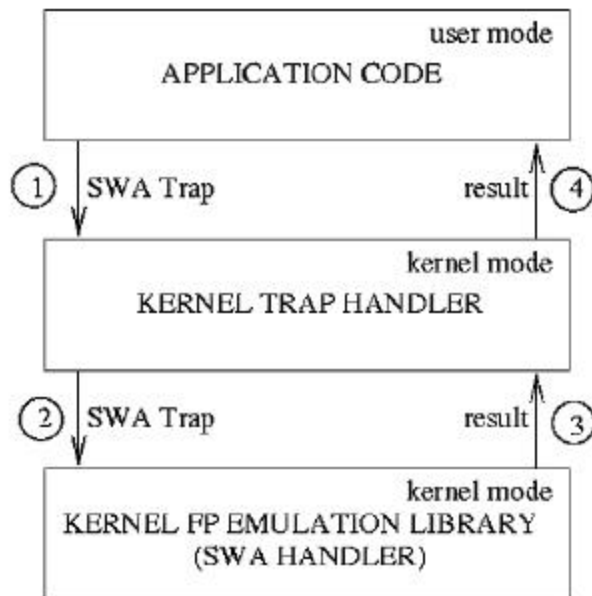 user mode
APPLICATION CODE
1 SWA Trap result 4
kernel mode
KERNEL TRAP HANDLER
2 SWA Trap result 3
kernel mode
KERNEL FP EMULATION LIBRARY
(SWA HANDLER)